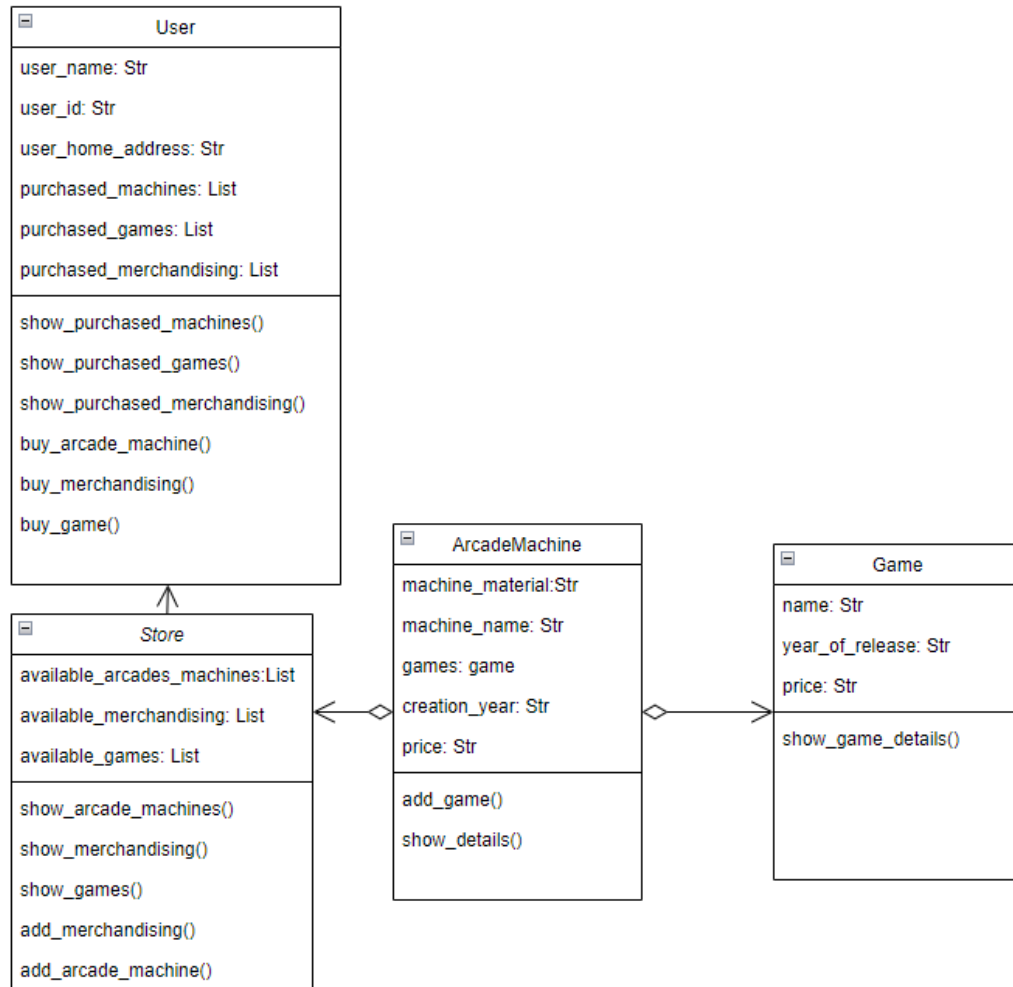 User
user_name: Str
user_id: Str
user_home_address: Str
purchased_machines: List
purchased_games: List
purchased_merchandising: List
show_purchased_machines()
show_purchased_games()
show_purchased_merchandising()
buy_arcade_machine()
buy_merchandising()
buy_game()
Store
available_arcades_machines:List
available_merchandising: List
available_games: List
show_arcade_machines()
show_merchandising()
show_games()
add_merchandising()
add_arcade_machine()
ArcadeMachine
machine_material:Str
machine_name: Str
games: game
creation_year: Str
price: Str
add_game()
show_details()
Game
name: Str
year_of_release: Str
price: Str
show_game_details()